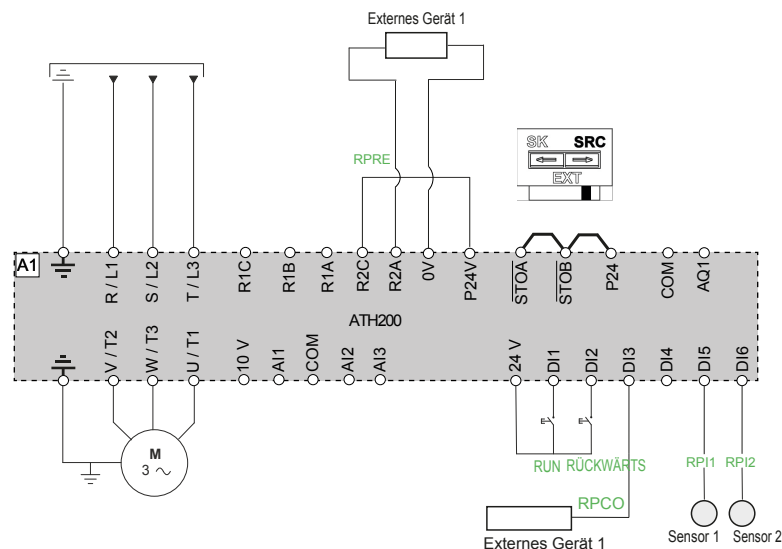 Externes Gerät 1
RPRE
SK SRC
EXT
A1
R / L1
S / L2
T / L3
R1C
R1B
R1A
R2C
R2A
0V
P24V
STOA
STOB
P24
COM
AQ1
ATH200
V / T2
W / T3
U / T1
10 V
AI1
COM
AI2
AI3
24 V
DI1
DI2
DI3
DI4
DI5
DI6
M
3 ~
RUN RÜCKWÄRTS
RPI1
RPI2
RPCO
Externes Gerät 1
Sensor 1
Sensor 2